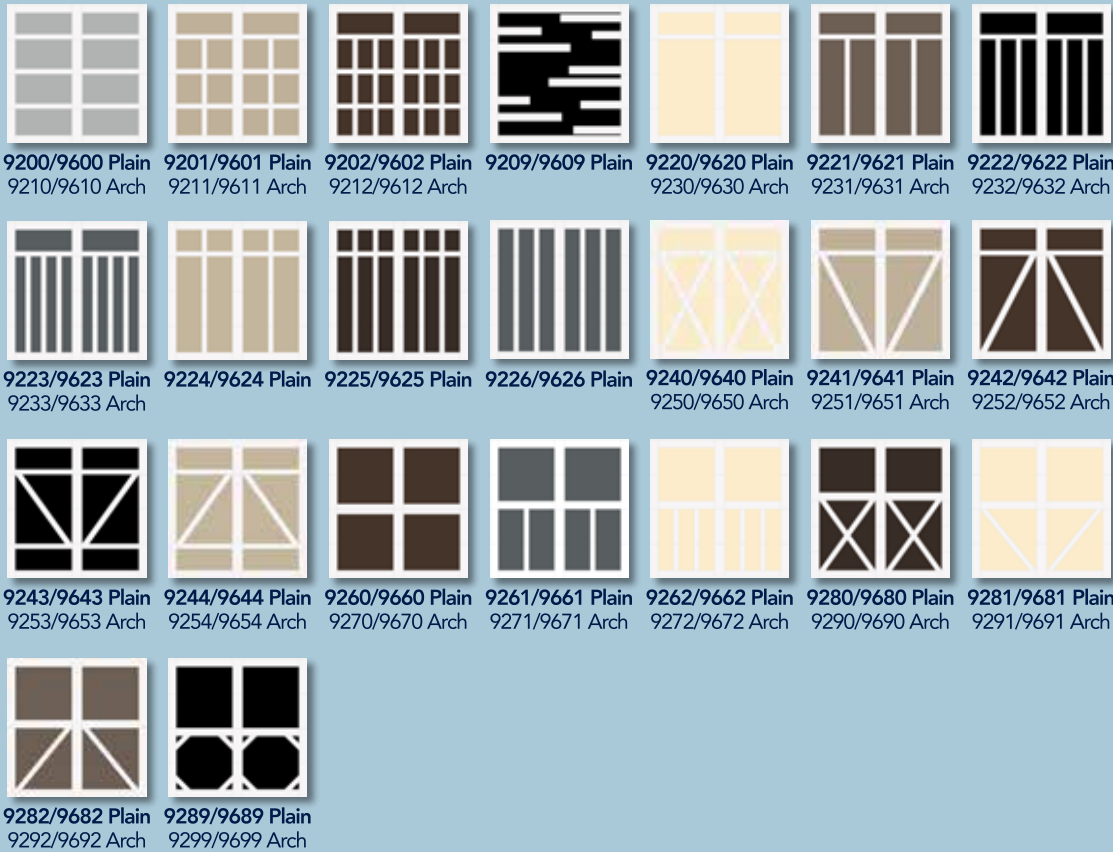 9200/9600 Plain
9210/9610 Arch
9201/9601 Plain
9211/9611 Arch
9202/9602 Plain
9212/9612 Arch
9209/9609 Plain
9220/9620 Plain
9230/9630 Arch
9221/9621 Plain
9231/9631 Arch
9222/9622 Plain
9232/9632 Arch
9223/9623 Plain
9233/9633 Arch
9224/9624 Plain
9225/9625 Plain
9226/9626 Plain
9240/9640 Plain
9250/9650 Arch
9241/9641 Plain
9251/9651 Arch
9242/9642 Plain
9252/9652 Arch
9243/9643 Plain
9253/9653 Arch
9244/9644 Plain
9254/9654 Arch
9260/9660 Plain
9270/9670 Arch
9261/9661 Plain
9271/9671 Arch
9262/9662 Plain
9272/9672 Arch
9280/9680 Plain
9290/9690 Arch
9281/9681 Plain
9291/9691 Arch
9282/9682 Plain
9292/9692 Arch
9289/9689 Plain
9299/9699 Arch